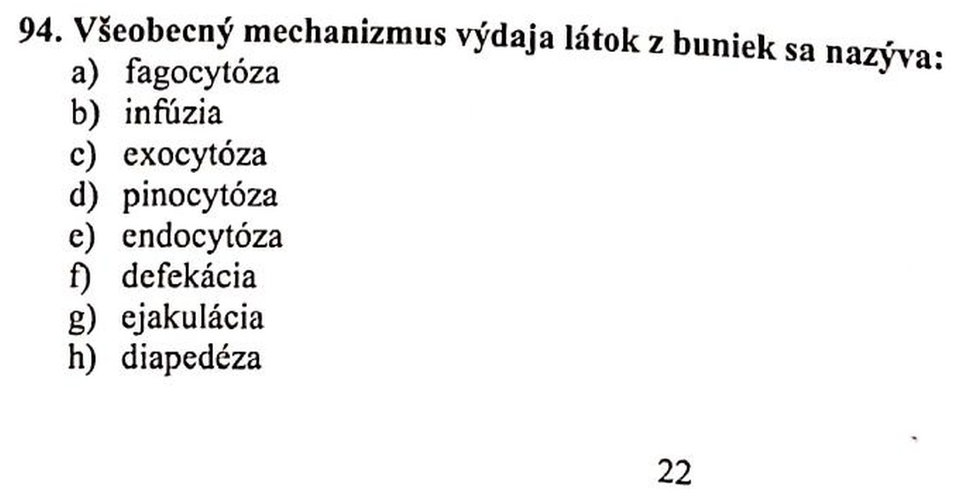 94. Všeobecný mechanizmus výdaja látok z buniek sa nazýva:
a) fagocytóza
b) infúzia
c) exocytóza
d) pinocytóza
e) endocytóza
f) defekácia
g) ejakulácia
h) diapedéza
22